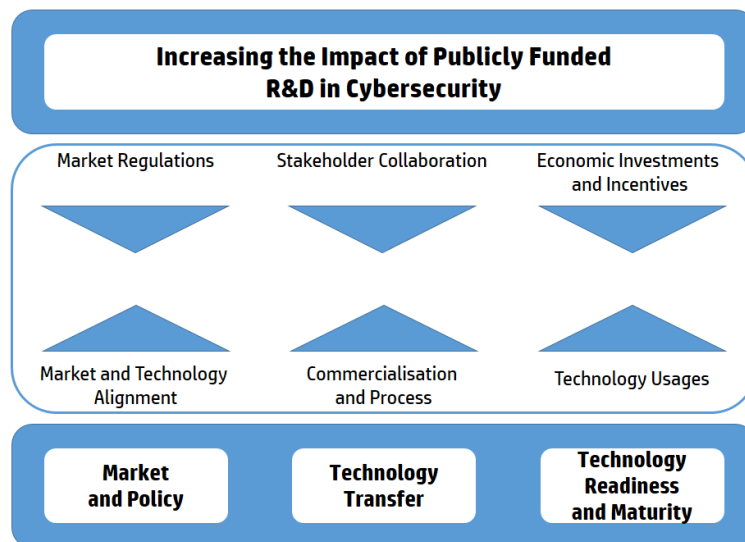 Increasing the Impact of Publicly Funded
R&D in Cybersecurity
Market Regulations
Stakeholder Collaboration
Economic Investments
and Incentives
Market and Technology
Alignment
Commercialisation
and Process
Technology Usages
Market
and Policy
Technology
Transfer
Technology
Readiness
and Maturity